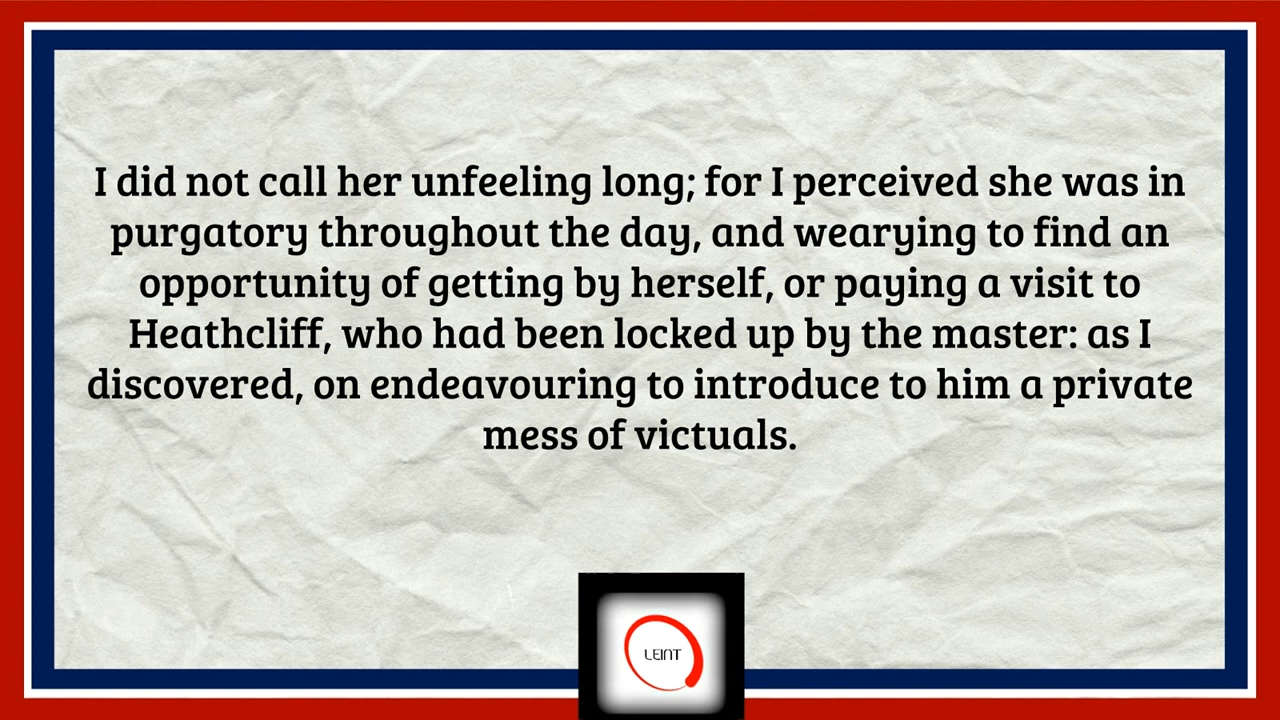 I did not call her unfeeling long; for I perceived she was in
purgatory throughout the day, and wearying to find an
opportunity of getting by herself, or paying a visit to
Heathcliff, who had been locked up by the master: as I
discovered, on endeavouring to introduce to him a private
mess of victuals.
LEINT